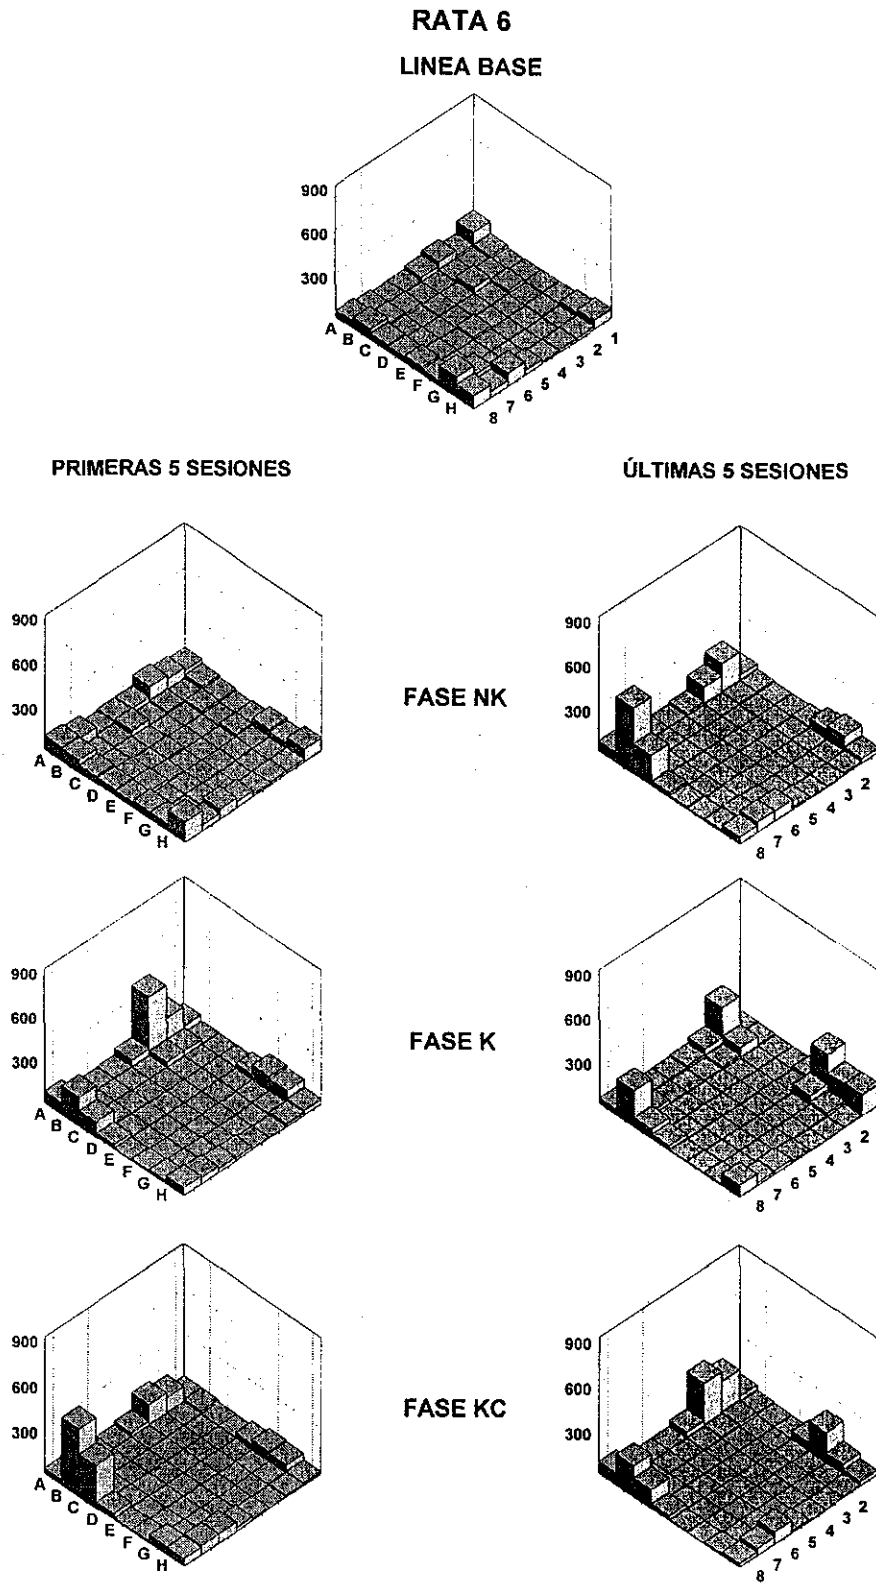 RATA 6
LINEA BASE
900
600
300
A B C D E F G H
8 7 6 5 4 3 2 1
PRIMERAS 5 SESIONES
ÚLTIMAS 5 SESIONES
900
600
300
A B C D E F G H
FASE NK
900
600
300
8 7 6 5 4 3 2
900
600
300
A B C D E F G H
FASE K
900
600
300
8 7 6 5 4 3 2
900
600
300
A B C D E F G H
FASE KC
900
600
300
8 7 6 5 4 3 2